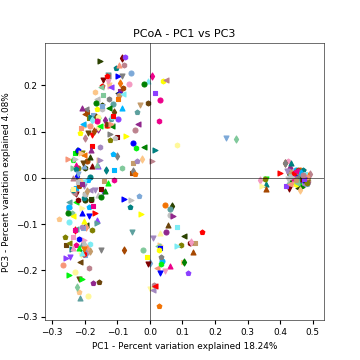 PCoA - PC1 vs PC3
PC3 - Percent variation explained 4.08%
0.2
0.1
0.0
−0.1
−0.2
−0.3
−0.3 −0.2 −0.1 0.0 0.1 0.2 0.3 0.4 0.5
PC1 - Percent variation explained 18.24%